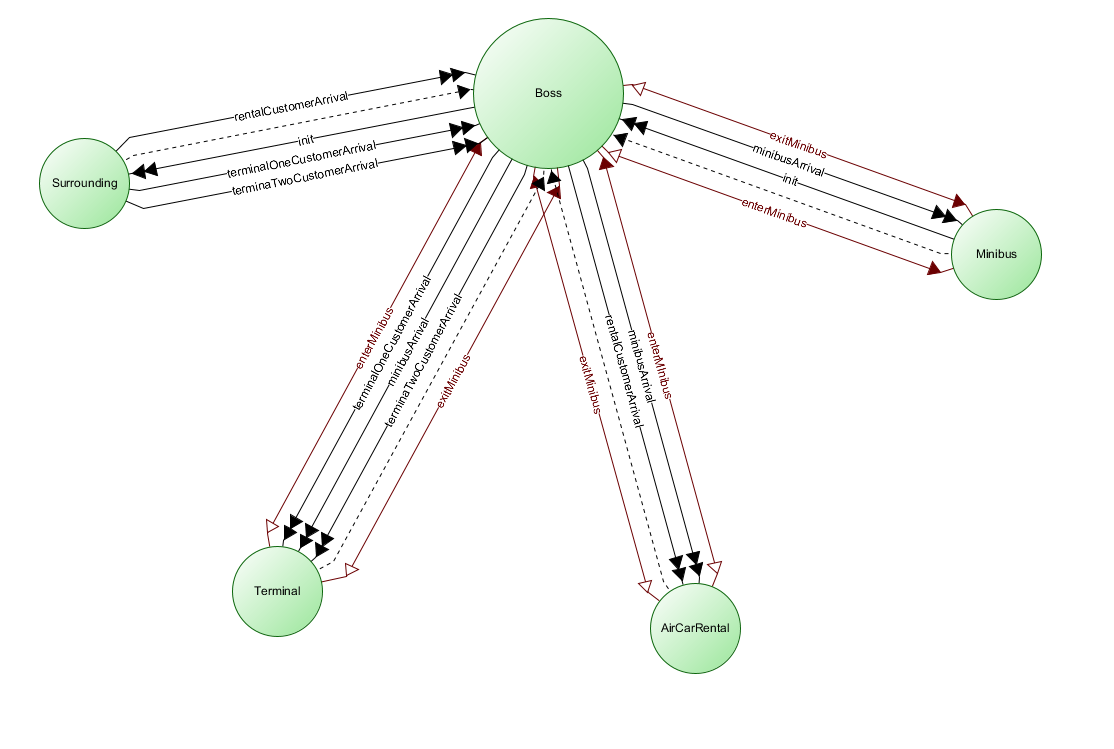 Boss
rentalCustomerArrival
init
terminalOneCustomerArrival
terminaTwoCustomerArrival
Surrounding
exitMinibus
minibusArrival
init
enterMinibus
Minibus
enterMinibus
terminalOneCustomerArrival
minibusArrival
terminaTwoCustomerArrival
exitMinibus
exitMinibus
rentalCustomerArrival
minibusArrival
enterMinibus
Terminal
AirCarRental